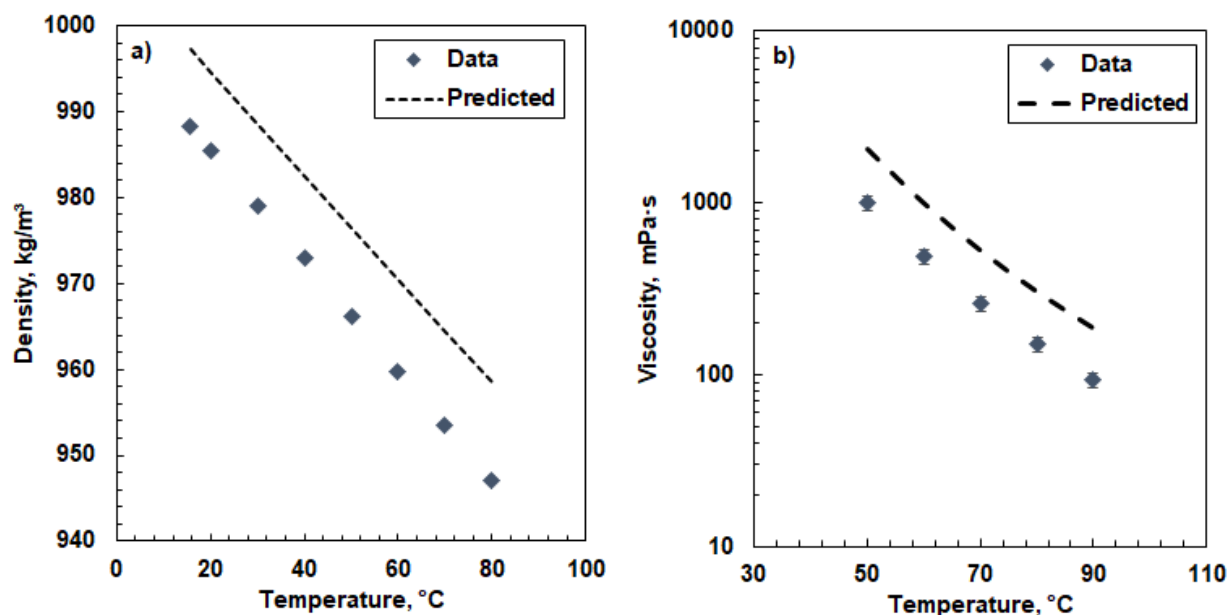 a)
Data
Predicted
1000
990
980
970
960
950
940
Density, kg/m³
0 20 40 60 80 100
Temperature, °C
b)
Data
Predicted
10000
1000
100
10
Viscosity, mPa·s
30 50 70 90 110
Temperature, °C